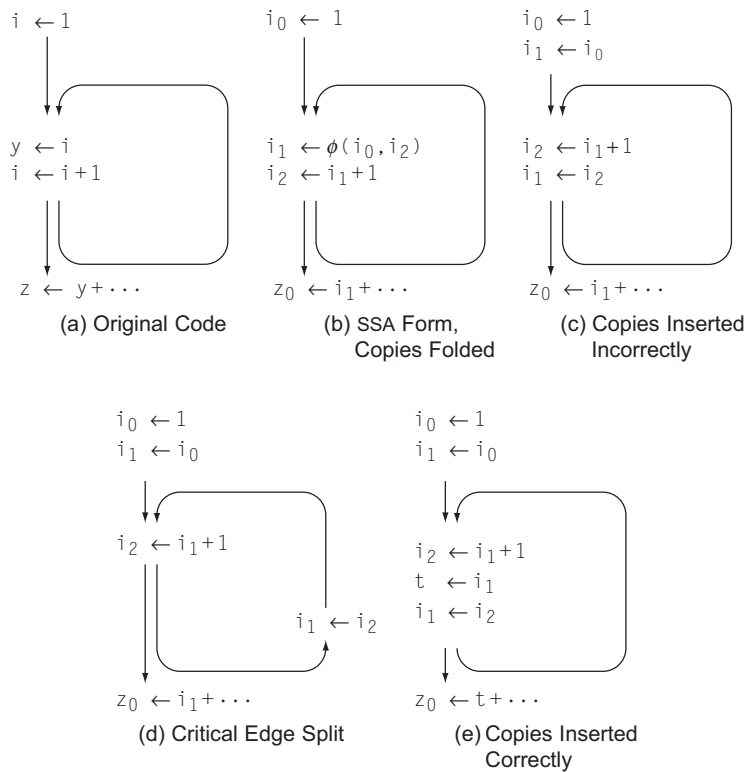 i ← 1
y ← i
i ← i+1
z ← y+···
(a) Original Code
i₀ ← 1
i₁ ← ϕ(i₀,i₂)
i₂ ← i₁+1
z₀ ← i₁+···
(b) SSA Form,
Copies Folded
i₀ ← 1
i₁ ← i₀
i₂ ← i₁+1
i₁ ← i₂
z₀ ← i₁+···
(c) Copies Inserted
Incorrectly
i₀ ← 1
i₁ ← i₀
i₂ ← i₁+1
i₁ ← i₂
z₀ ← i₁+···
(d) Critical Edge Split
i₀ ← 1
i₁ ← i₀
i₂ ← i₁+1
t ← i₁
i₁ ← i₂
z₀ ← t+···
(e) Copies Inserted
Correctly